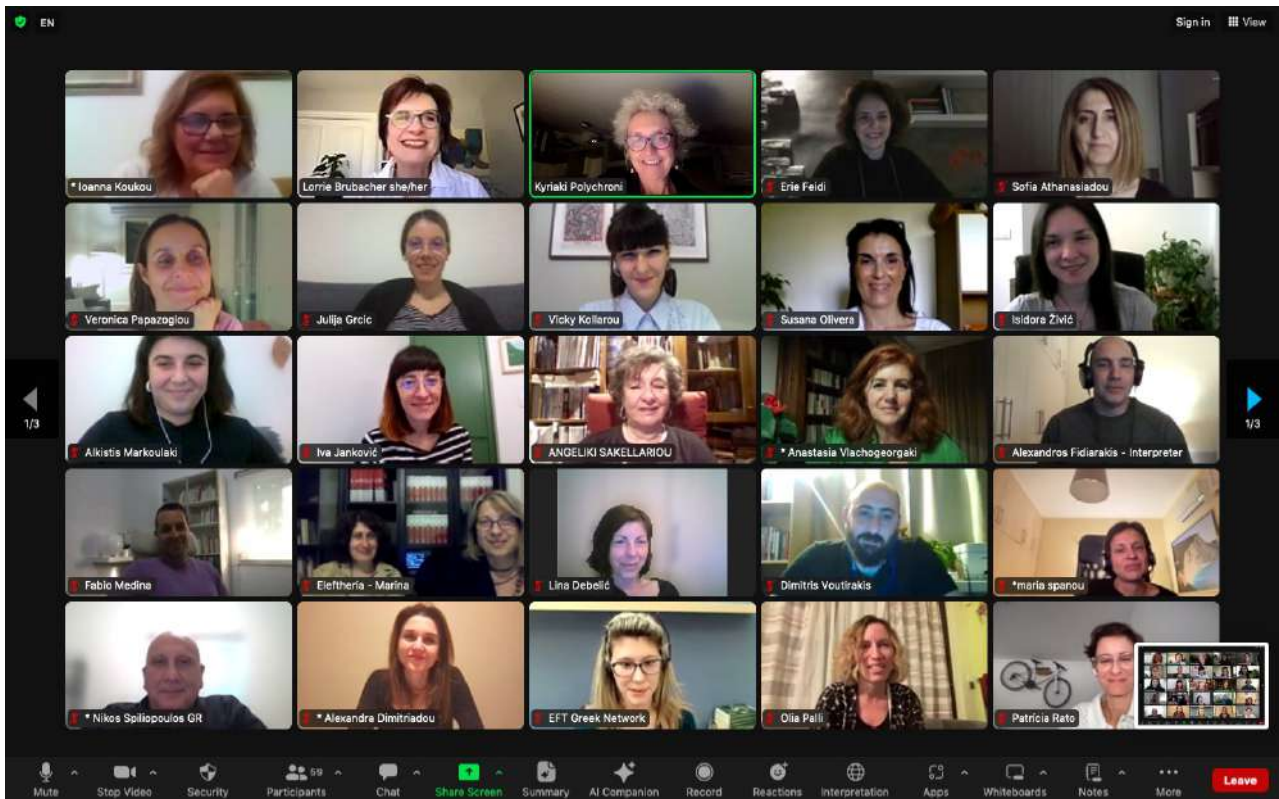 EN
Sign in View
* Ioanna Koukou
Lorrie Brubacher she/her
Kyriaki Polychroni
Erie Feidi
Sofia Athanasiadou
Veronica Papazoglou
Julija Grcic
Vicky Kollarou
Susana Olivera
Isidora Živić
Alkistis Markoulaki
Iva Janković
ANGELIKI SAKELLARIOU
* Anastasia Vlachogeorgaki
Alexandros Fidiarakis - Interpreter
1/3
1/3
Fabio Medina
Eleftheria - Marina
Lina Debelić
Dimitris Voutirakis
*maria spanou
* Nikos Spiliopoulos GR
* Alexandra Dimitriadou
EFT Greek Network
Olia Palli
Patrícia Rato
59
Mute Stop Video Security Participants Chat Share Screen Summary AI Companion Record Reactions Interpretation Apps Whiteboards Notes More Leave